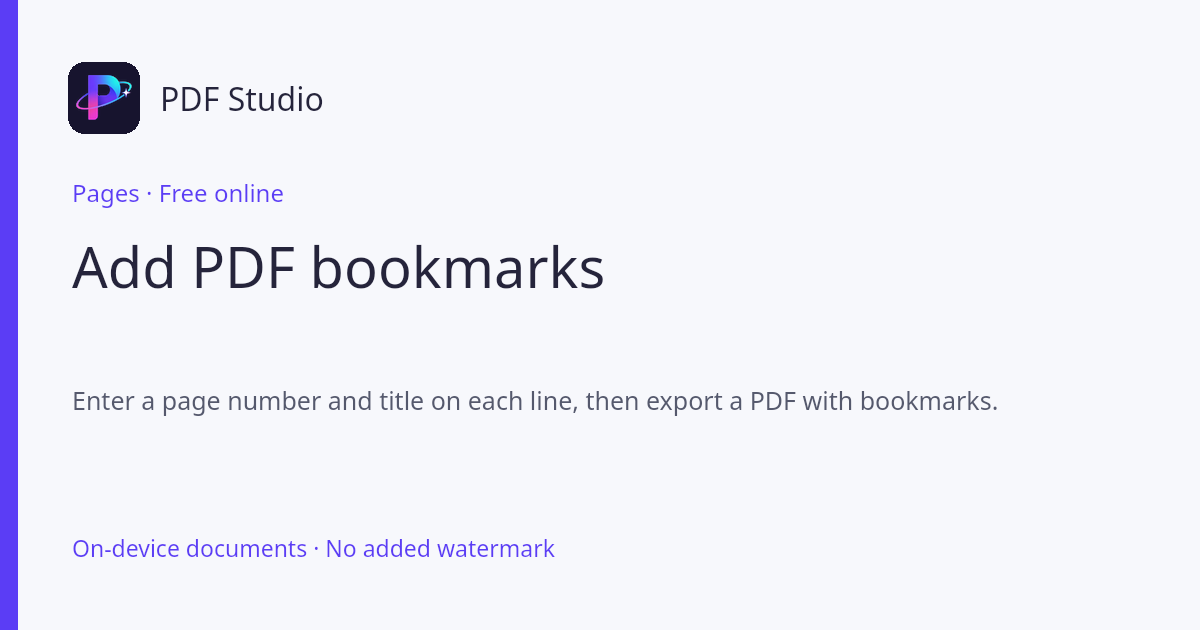 PDF Studio
Pages · Free online
Add PDF bookmarks
Enter a page number and title on each line, then export a PDF with bookmarks.
On-device documents · No added watermark